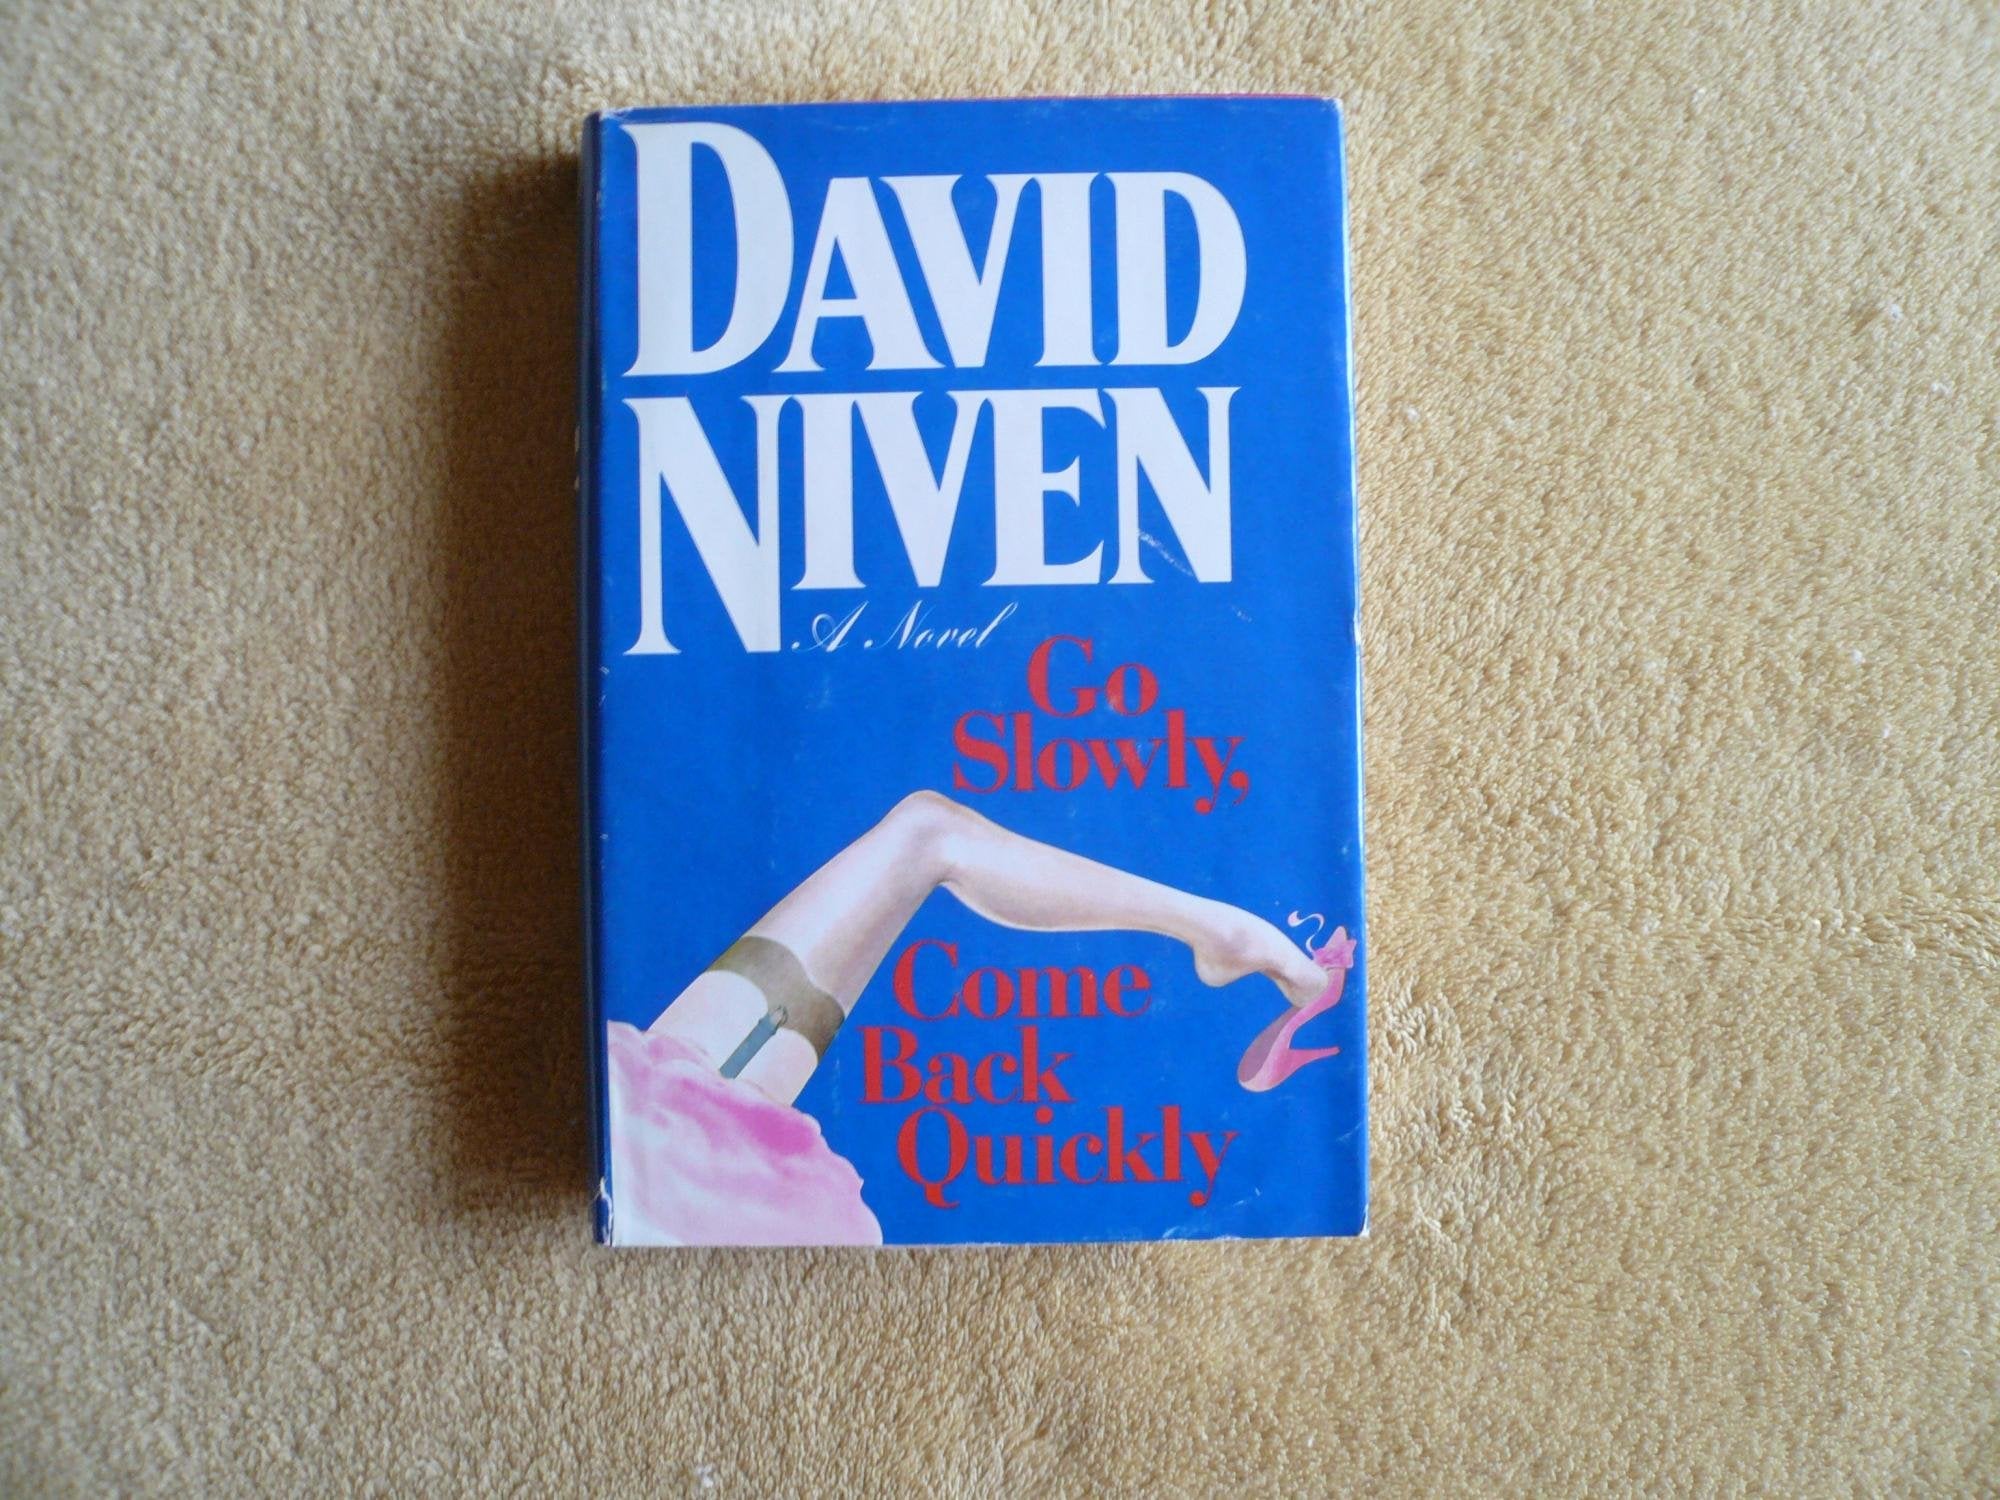 DAVID
NIVEN
A Novel
Go
Slowly,
Come
Back
Quickly